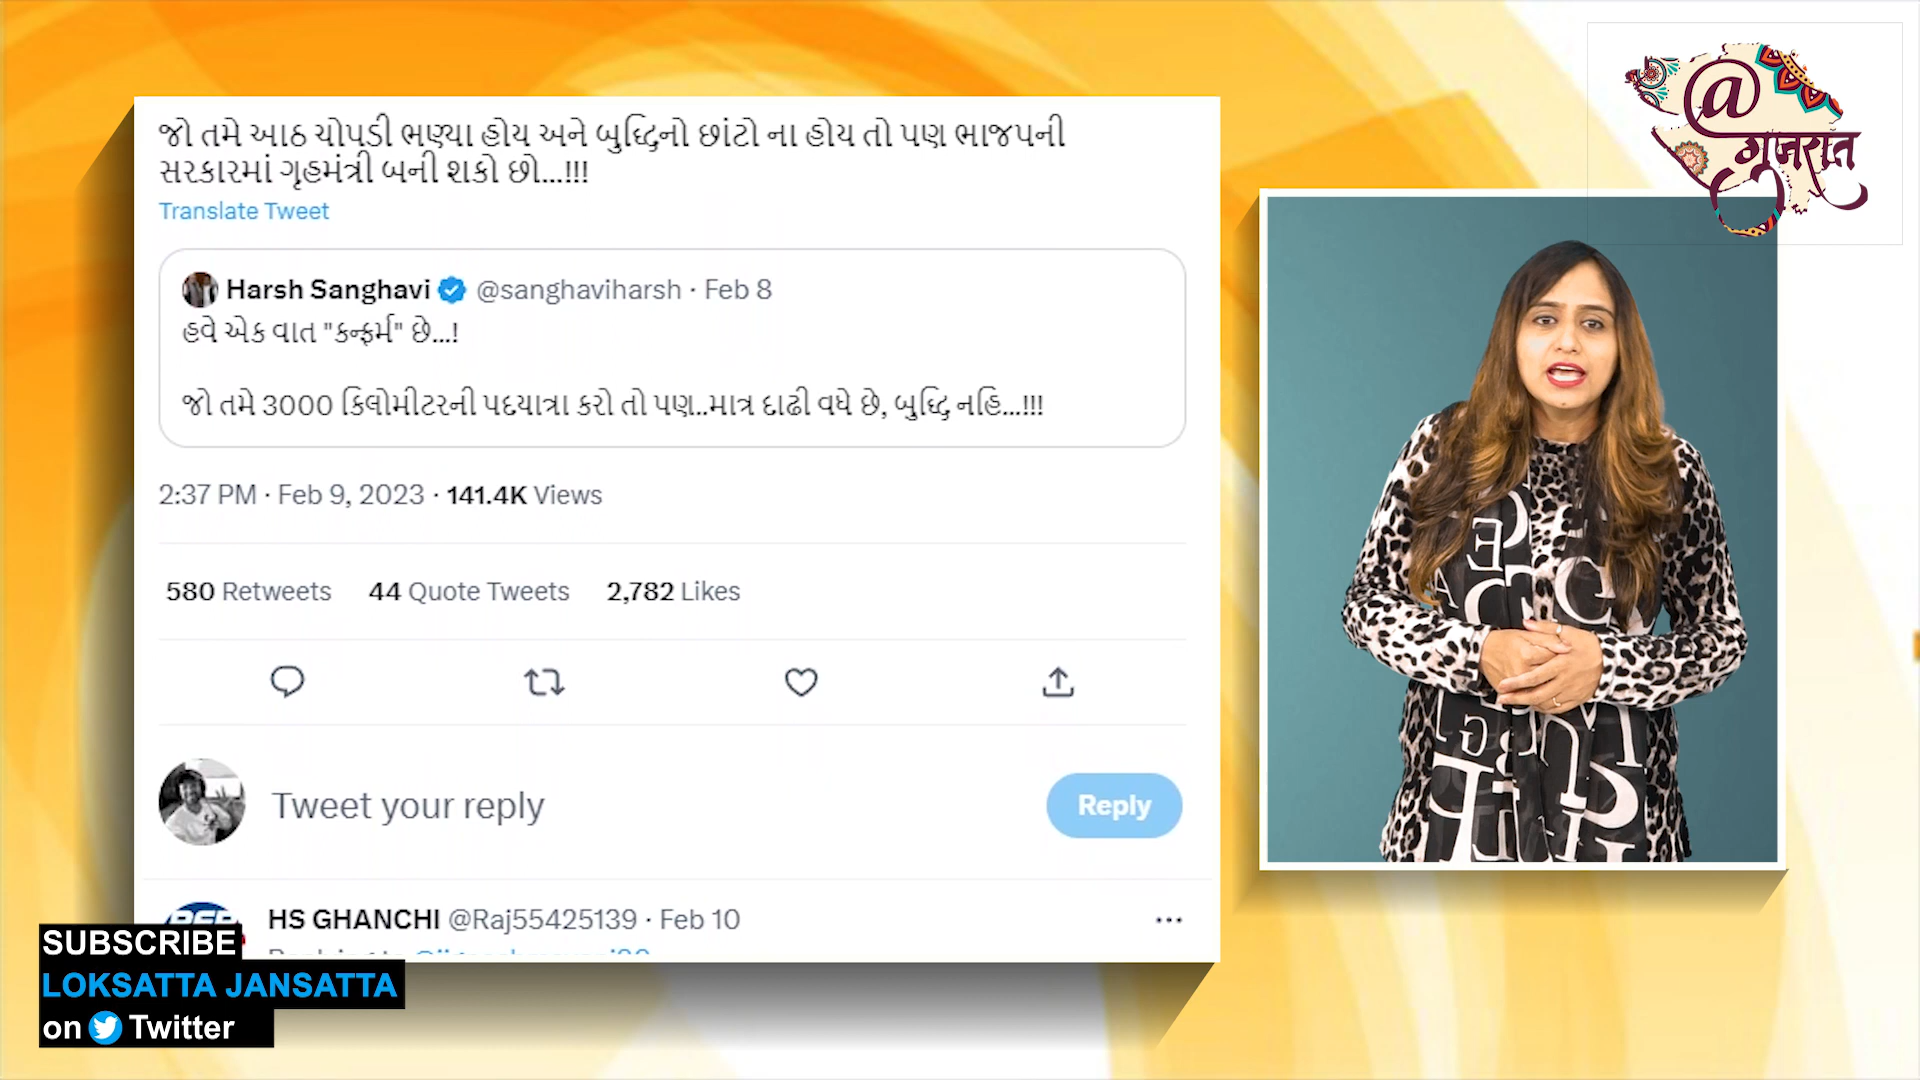 @
गुजरात
જો તમે આઠ ચોપડી ભણ્યા હોય અને બુદ્ધિનો છાંટો ના હોય તો પણ ભાજપની
સરકારમાં ગૃહમંત્રી બની શકો છો...!!!
Translate Tweet
Harsh Sanghavi @sanghaviharsh · Feb 8
હવે એક વાત "કન્ફર્મ" છે...!
જો તમે 3000 કિલોમીટરની પદયાત્રા કરો તો પણ..માત્ર દાઢી વધે છે, બુદ્ધિ નહિ...!!!
2:37 PM · Feb 9, 2023 · 141.4K Views
580 Retweets 44 Quote Tweets 2,782 Likes
Tweet your reply
Reply
HS GHANCHI @Raj55425139 · Feb 10
SUBSCRIBE
LOKSATTA JANSATTA
on Twitter